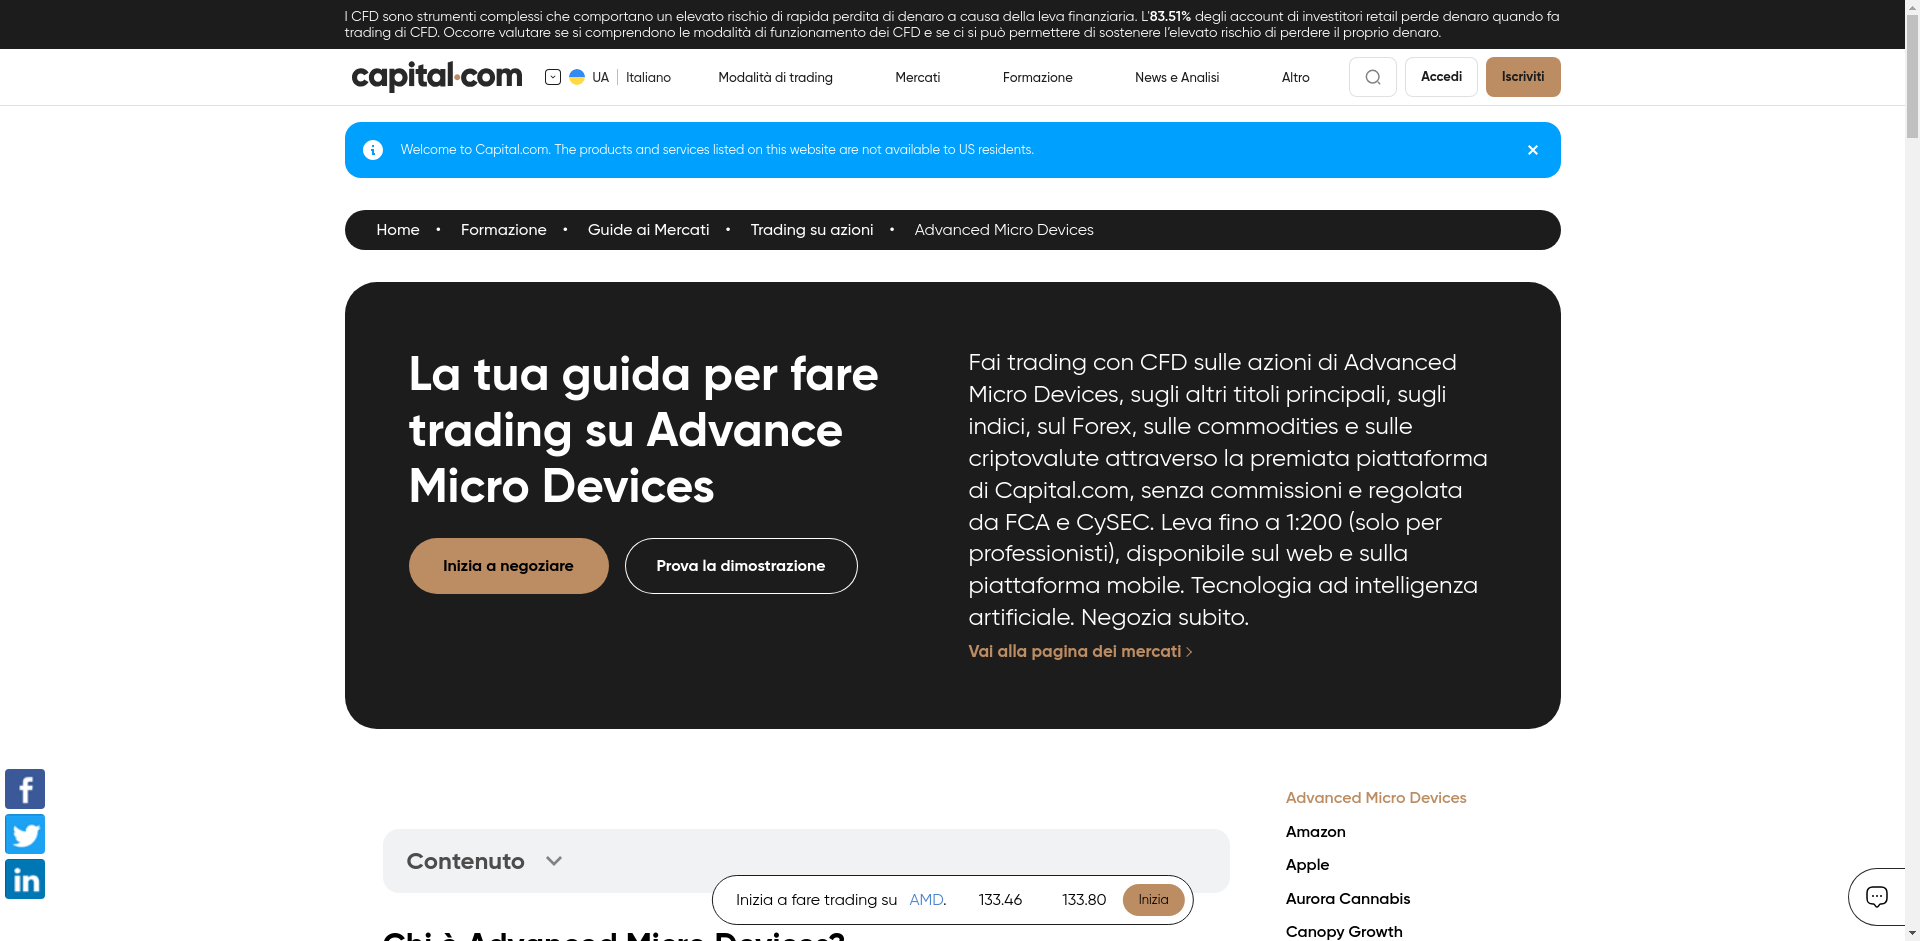 I CFD sono strumenti complessi che comportano un elevato rischio di rapida perdita di denaro a causa della leva finanziaria. L'83.51% degli account di investitori retail perde denaro quando fa
trading di CFD. Occorre valutare se si comprendono le modalità di funzionamento dei CFD e se ci si può permettere di sostenere l'elevato rischio di perdere il proprio denaro.
capital.com
UA | Italiano
Modalità di trading
Mercati
Formazione
News e Analisi
Altro
Accedi
Iscriviti
Welcome to Capital.com. The products and services listed on this website are not available to US residents.
Home • Formazione • Guide ai Mercati • Trading su azioni • Advanced Micro Devices
La tua guida per fare
trading su Advance
Micro Devices
Inizia a negoziare
Prova la dimostrazione
Fai trading con CFD sulle azioni di Advanced
Micro Devices, sugli altri titoli principali, sugli
indici, sul Forex, sulle commodities e sulle
criptovalute attraverso la premiata piattaforma
di Capital.com, senza commissioni e regolata
da FCA e CySEC. Leva fino a 1:200 (solo per
professionisti), disponibile sul web e sulla
piattaforma mobile. Tecnologia ad intelligenza
artificiale. Negozia subito.
Vai alla pagina dei mercati
Contenuto
Chi è Advanced Micro Devices?
Advanced Micro Devices
Amazon
Apple
Aurora Cannabis
Canopy Growth
Inizia a fare trading su AMD. 133.46 133.80 Inizia